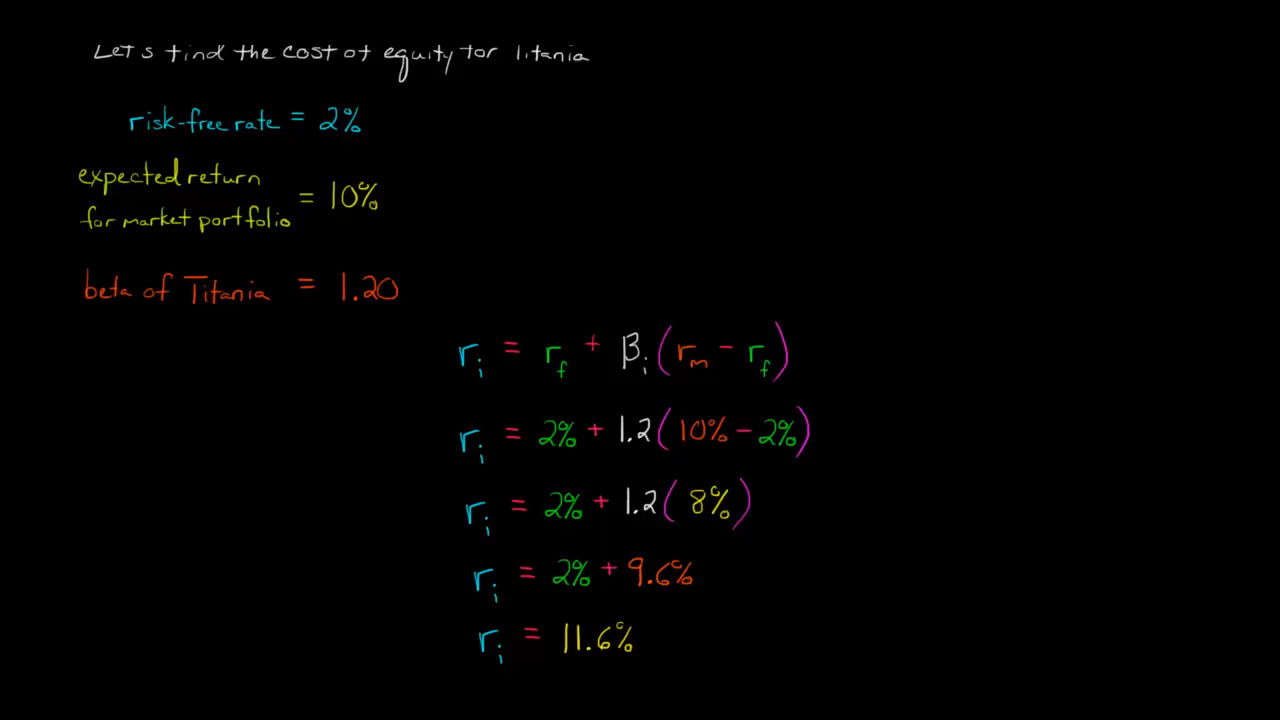 Let's find the cost of equity for Titania
risk-free rate = 2%
expected return
for market portfolio = 10%
beta of Titania = 1.20
rᵢ = r_f + βᵢ(r_m - r_f)
rᵢ = 2% + 1.2(10% - 2%)
rᵢ = 2% + 1.2(8%)
rᵢ = 2% + 9.6%
rᵢ = 11.6%